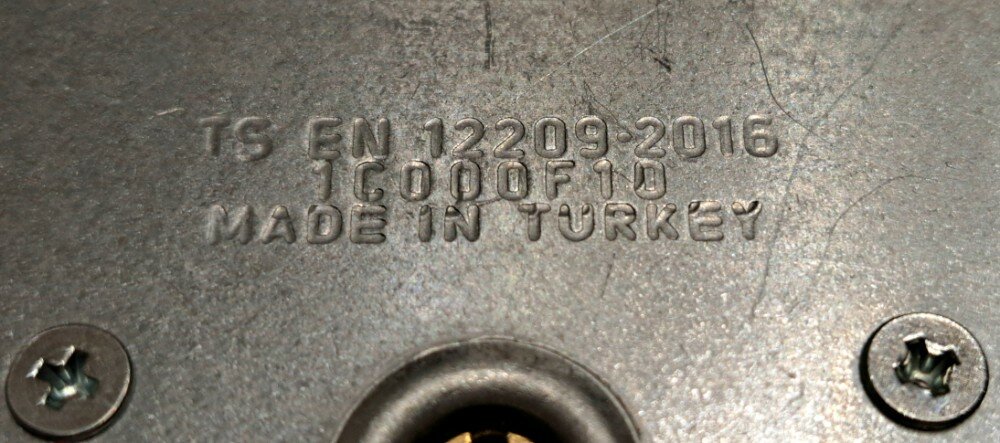 TS EN 12209-2016
1C000F10
MADE IN TURKEY